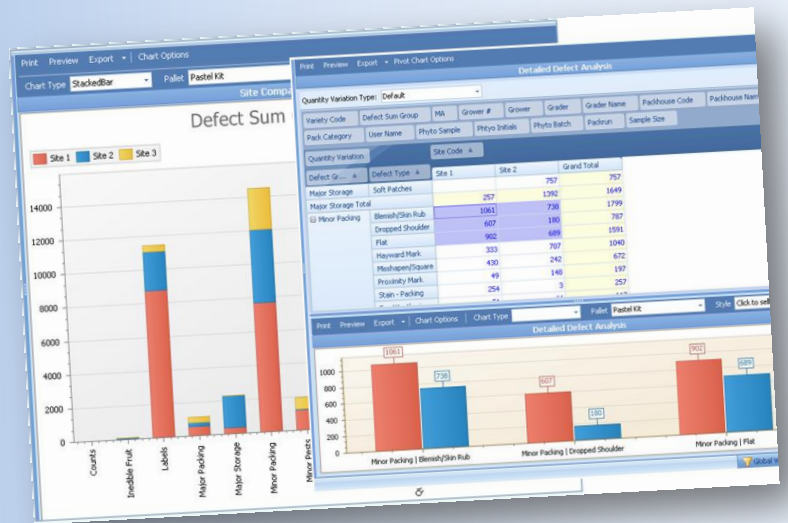 Print Preview Export Chart Options
Chart Type StackedBar Pallet Pastel Kit
Site Compa
Defect Sum
Site 1 Site 2 Site 3
14000
12000
10000
8000
6000
4000
2000
0
Counts
Inedible Fruit
Labels
Major Packing
Major Storage
Minor Packing
Minor Pests
Print Preview Export Pivot Chart Options
Detailed Defect Analysis
Quantity Variation Type: Default
Variety Code Defect Sum Group MA Grower # Grower Grader Grader Name Packhouse Code Packhouse Nam
Pack Category User Name Phyto Sample Phtyo Initials Phyto Batch Packrun Sample Size
Quantity Variation Site Code
Defect Gr... Defect Type Site 1 Site 2 Grand Total
Major Storage Soft Patches 757 757
Major Storage Total 257 1392 1649
Minor Packing Blemish/Skin Rub 1061 738 1799
Dropped Shoulder 607 180 787
Flat 902 689 1591
Hayward Mark 333 707 1040
Misshapen/Square 430 242 672
Proximity Mark 49 148 197
Stain - Packing 254 3 257
Print Preview Export Chart Options Chart Type Pallet Pastel Kit Style Click to sel
Detailed Defect Analysis
1000
800
600
400
200
0
1061
738
607
180
902
689
Minor Packing | Blemish/Skin Rub
Minor Packing | Dropped Shoulder
Minor Packing | Flat
Global